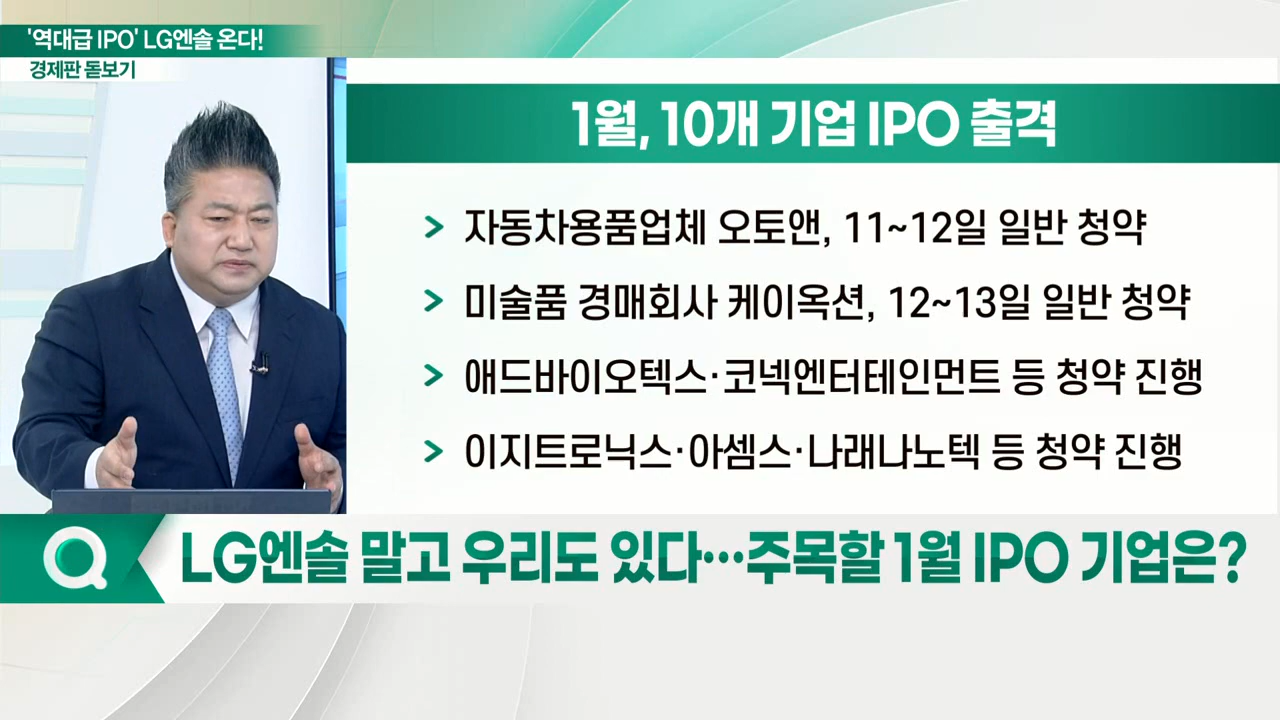 '역대급 IPO' LG엔솔 온다!
경제판 돋보기
1월, 10개 기업 IPO 출격
> 자동차용품업체 오토앤, 11~12일 일반 청약
> 미술품 경매회사 케이옥션, 12~13일 일반 청약
> 애드바이오텍스·코넥엔터테인먼트 등 청약 진행
> 이지트로닉스·아셈스·나래나노텍 등 청약 진행
Q LG엔솔 말고 우리도 있다…주목할 1월 IPO 기업은?